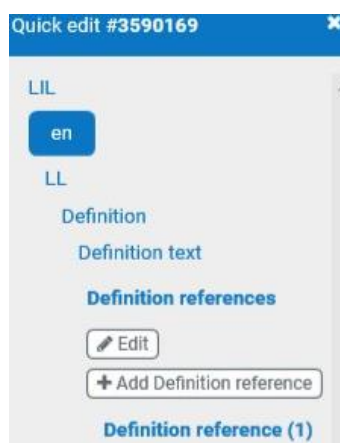 Quick edit #3590169 ✖
LIL
en
LL
Definition
Definition text
Definition references
Edit
+ Add Definition reference
Definition reference (1)